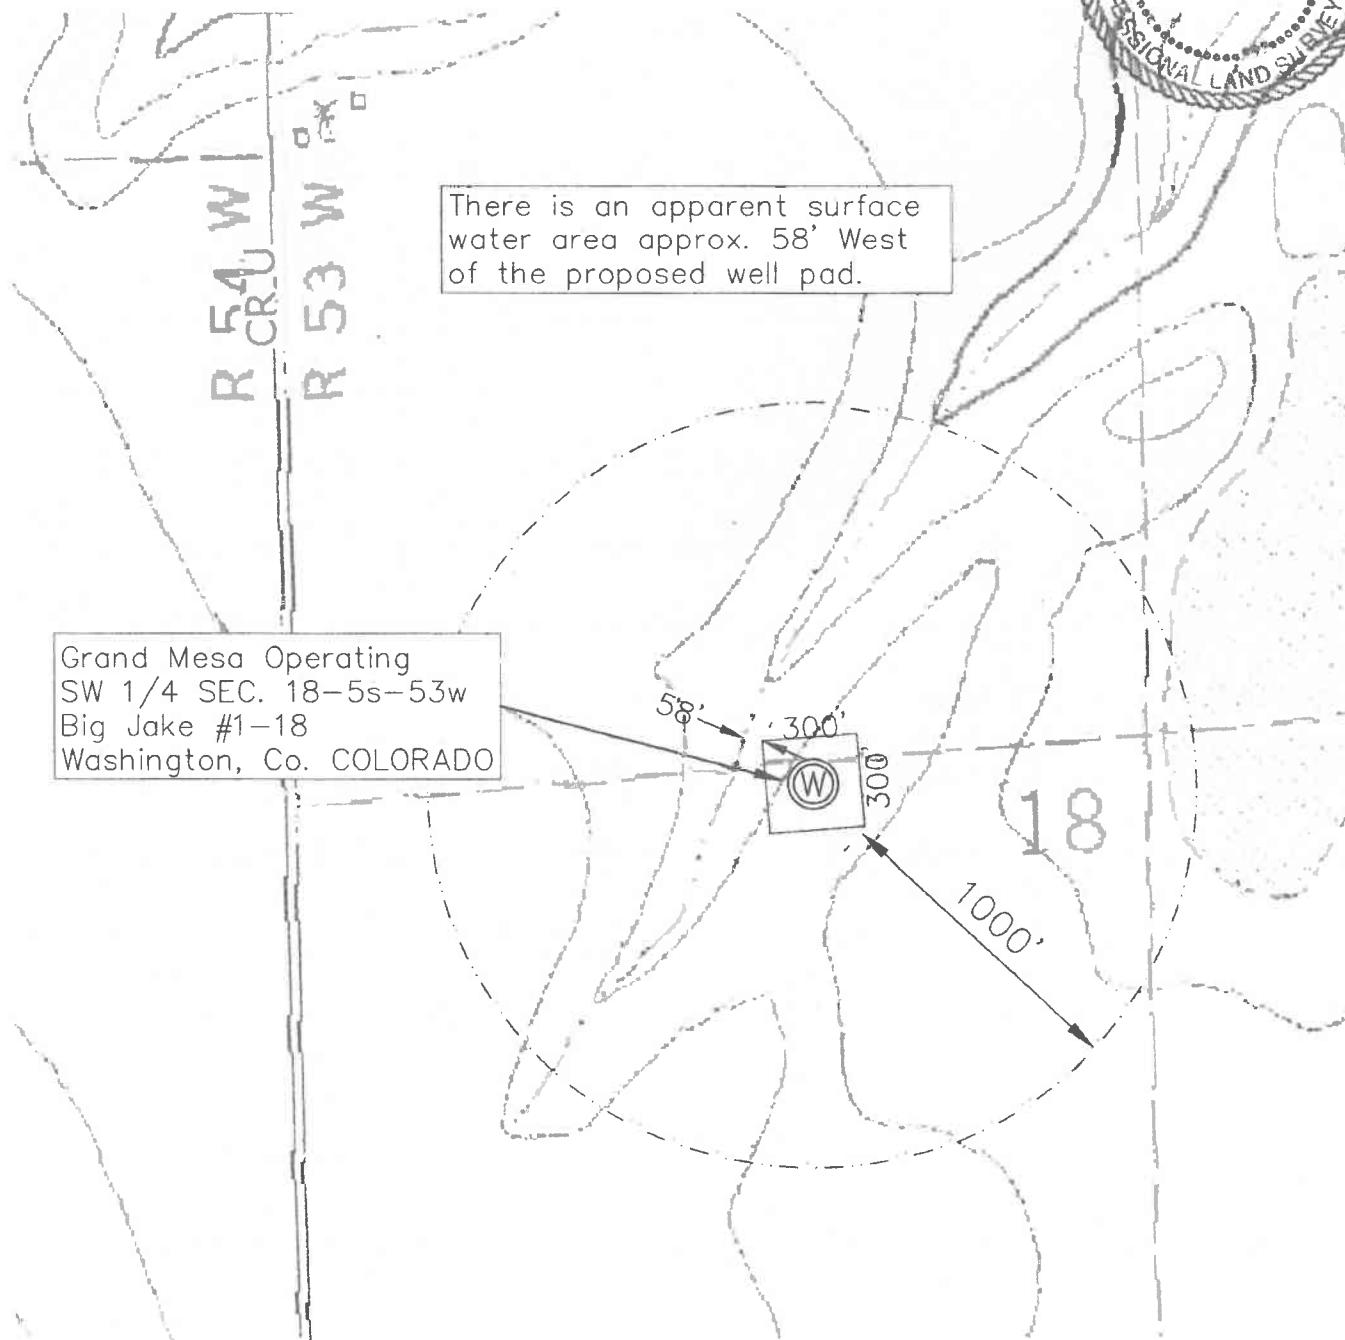 SSIONAL LAND SURVEY
R 54 W
CR_U
R 53 W
There is an apparent surface
water area approx. 58' West
of the proposed well pad.
Grand Mesa Operating
SW 1/4 SEC. 18-5s-53w
Big Jake #1-18
Washington, Co. COLORADO
58'
300'
300'
W
18
1000'